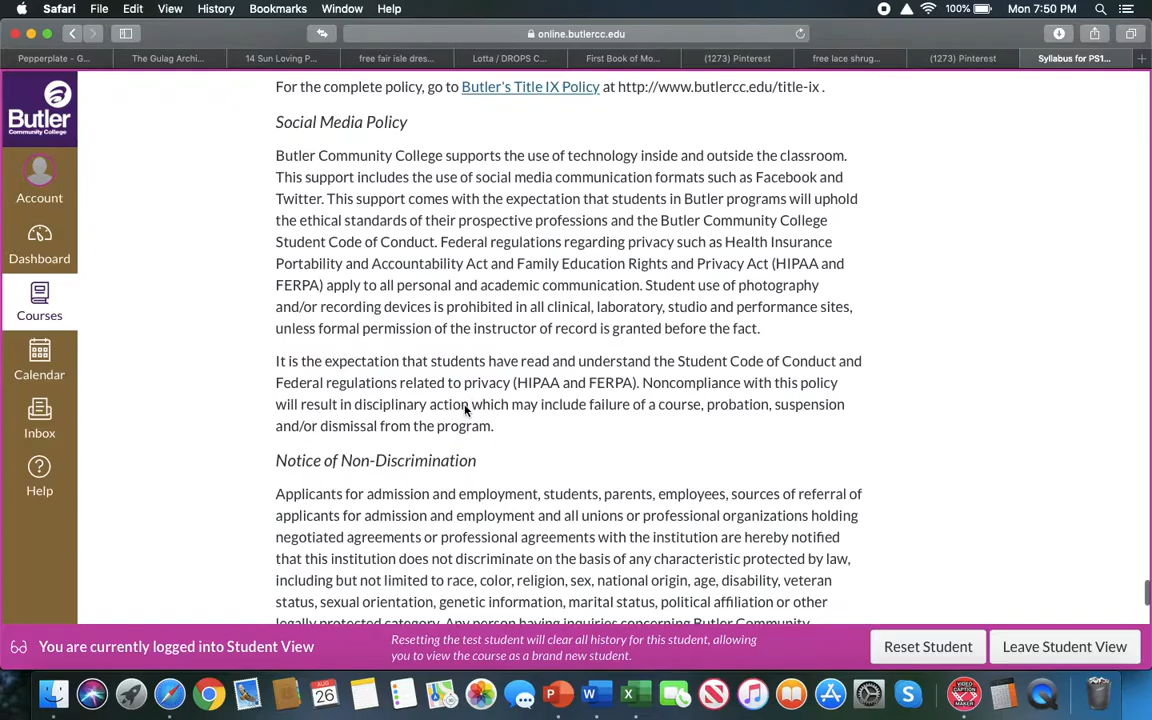 Safari File Edit View History Bookmarks Window Help 100% Mon 7:50 PM
online.butlercc.edu
Pepperplate - G... The Gulag Archi... 14 Sun Loving P... free fair isle dres... Lotta / DROPS C... First Book of Mo... (1273) Pinterest free lace shrug... (1273) Pinterest Syllabus for PS1...
Butler
Community College
Account
Dashboard
Courses
Calendar
Inbox
Help
For the complete policy, go to Butler's Title IX Policy at http://www.butlercc.edu/title-ix .
Social Media Policy
Butler Community College supports the use of technology inside and outside the classroom.
This support includes the use of social media communication formats such as Facebook and
Twitter. This support comes with the expectation that students in Butler programs will uphold
the ethical standards of their prospective professions and the Butler Community College
Student Code of Conduct. Federal regulations regarding privacy such as Health Insurance
Portability and Accountability Act and Family Education Rights and Privacy Act (HIPAA and
FERPA) apply to all personal and academic communication. Student use of photography
and/or recording devices is prohibited in all clinical, laboratory, studio and performance sites,
unless formal permission of the instructor of record is granted before the fact.
It is the expectation that students have read and understand the Student Code of Conduct and
Federal regulations related to privacy (HIPAA and FERPA). Noncompliance with this policy
will result in disciplinary action which may include failure of a course, probation, suspension
and/or dismissal from the program.
Notice of Non-Discrimination
Applicants for admission and employment, students, parents, employees, sources of referral of
applicants for admission and employment and all unions or professional organizations holding
negotiated agreements or professional agreements with the institution are hereby notified
that this institution does not discriminate on the basis of any characteristic protected by law,
including but not limited to race, color, religion, sex, national origin, age, disability, veteran
status, sexual orientation, genetic information, marital status, political affiliation or other
legally protected category. Any person having inquiries concerning Butler Community
You are currently logged into Student View
Resetting the test student will clear all history for this student, allowing
you to view the course as a brand new student.
Reset Student
Leave Student View
AUG
26